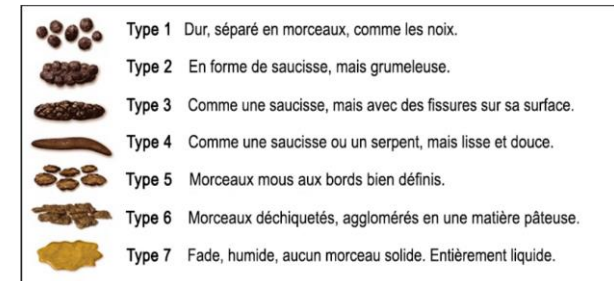 Type 1 Dur, séparé en morceaux, comme les noix.
Type 2 En forme de saucisse, mais grumeleuse.
Type 3 Comme une saucisse, mais avec des fissures sur sa surface.
Type 4 Comme une saucisse ou un serpent, mais lisse et douce.
Type 5 Morceaux mous aux bords bien définis.
Type 6 Morceaux déchiquetés, agglomérés en une matière pâteuse.
Type 7 Fade, humide, aucun morceau solide. Entièrement liquide.